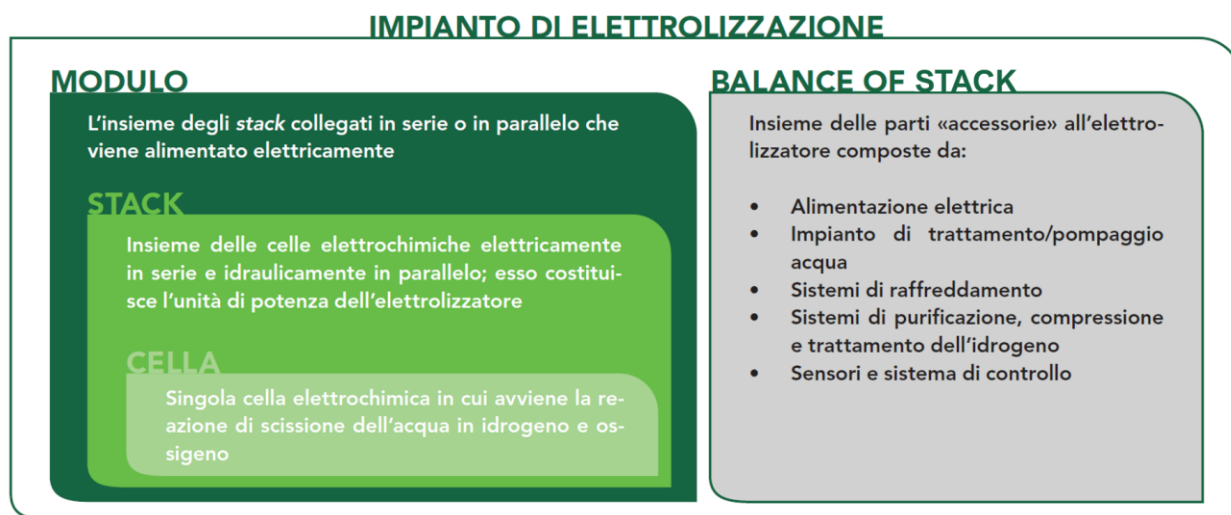 IMPIANTO DI ELETTROLIZZAZIONE
MODULO
L'insieme degli stack collegati in serie o in parallelo che
viene alimentato elettricamente
STACK
Insieme delle celle elettrochimiche elettricamente
in serie e idraulicamente in parallelo; esso costitui-
sce l'unità di potenza dell'elettrolizzatore
CELLA
Singola cella elettrochimica in cui avviene la re-
azione di scissione dell'acqua in idrogeno e os-
sigeno
BALANCE OF STACK
Insieme delle parti «accessorie» all'elettro-
lizzatore composte da:
• Alimentazione elettrica
• Impianto di trattamento/pompaggio
acqua
• Sistemi di raffreddamento
• Sistemi di purificazione, compressione
e trattamento dell'idrogeno
• Sensori e sistema di controllo